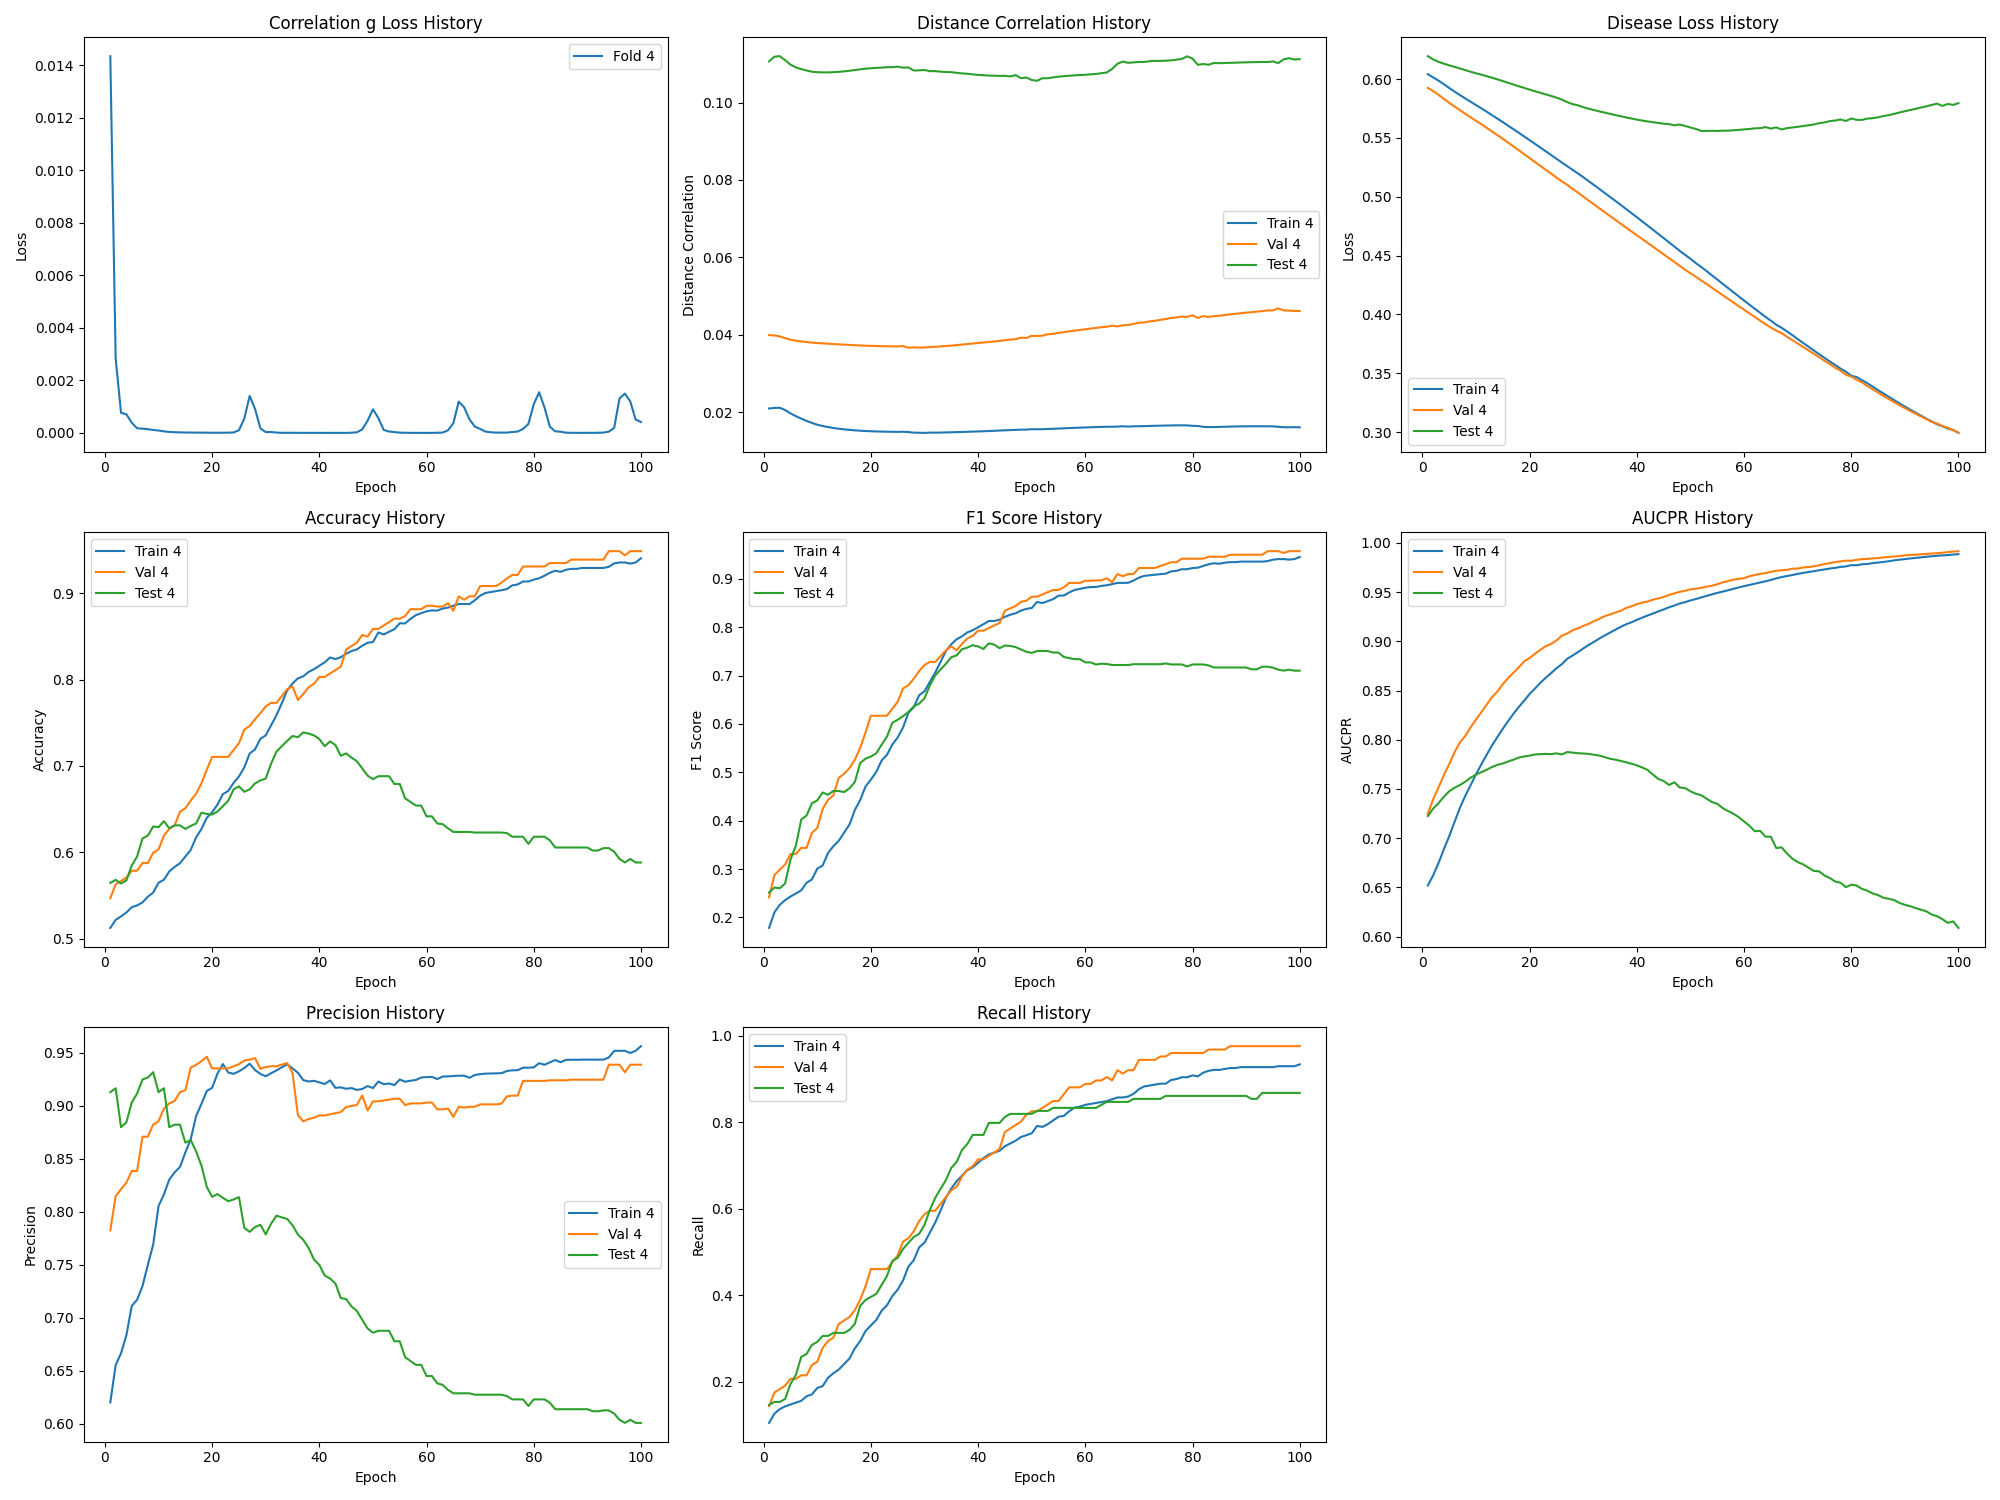 Correlation g Loss History
Loss
0.014
0.012
0.010
0.008
0.006
0.004
0.002
0.000
0 20 40 60 80 100
Epoch
Fold 4
Distance Correlation History
Distance Correlation
0.10
0.08
0.06
0.04
0.02
0 20 40 60 80 100
Epoch
Train 4
Val 4
Test 4
Disease Loss History
Loss
0.60
0.55
0.50
0.45
0.40
0.35
0.30
0 20 40 60 80 100
Epoch
Train 4
Val 4
Test 4
Accuracy History
Accuracy
0.9
0.8
0.7
0.6
0.5
0 20 40 60 80 100
Epoch
Train 4
Val 4
Test 4
F1 Score History
F1 Score
0.9
0.8
0.7
0.6
0.5
0.4
0.3
0.2
0 20 40 60 80 100
Epoch
Train 4
Val 4
Test 4
AUCPR History
AUCPR
1.00
0.95
0.90
0.85
0.80
0.75
0.70
0.65
0.60
0 20 40 60 80 100
Epoch
Train 4
Val 4
Test 4
Precision History
Precision
0.95
0.90
0.85
0.80
0.75
0.70
0.65
0.60
0 20 40 60 80 100
Epoch
Train 4
Val 4
Test 4
Recall History
Recall
1.0
0.8
0.6
0.4
0.2
0 20 40 60 80 100
Epoch
Train 4
Val 4
Test 4